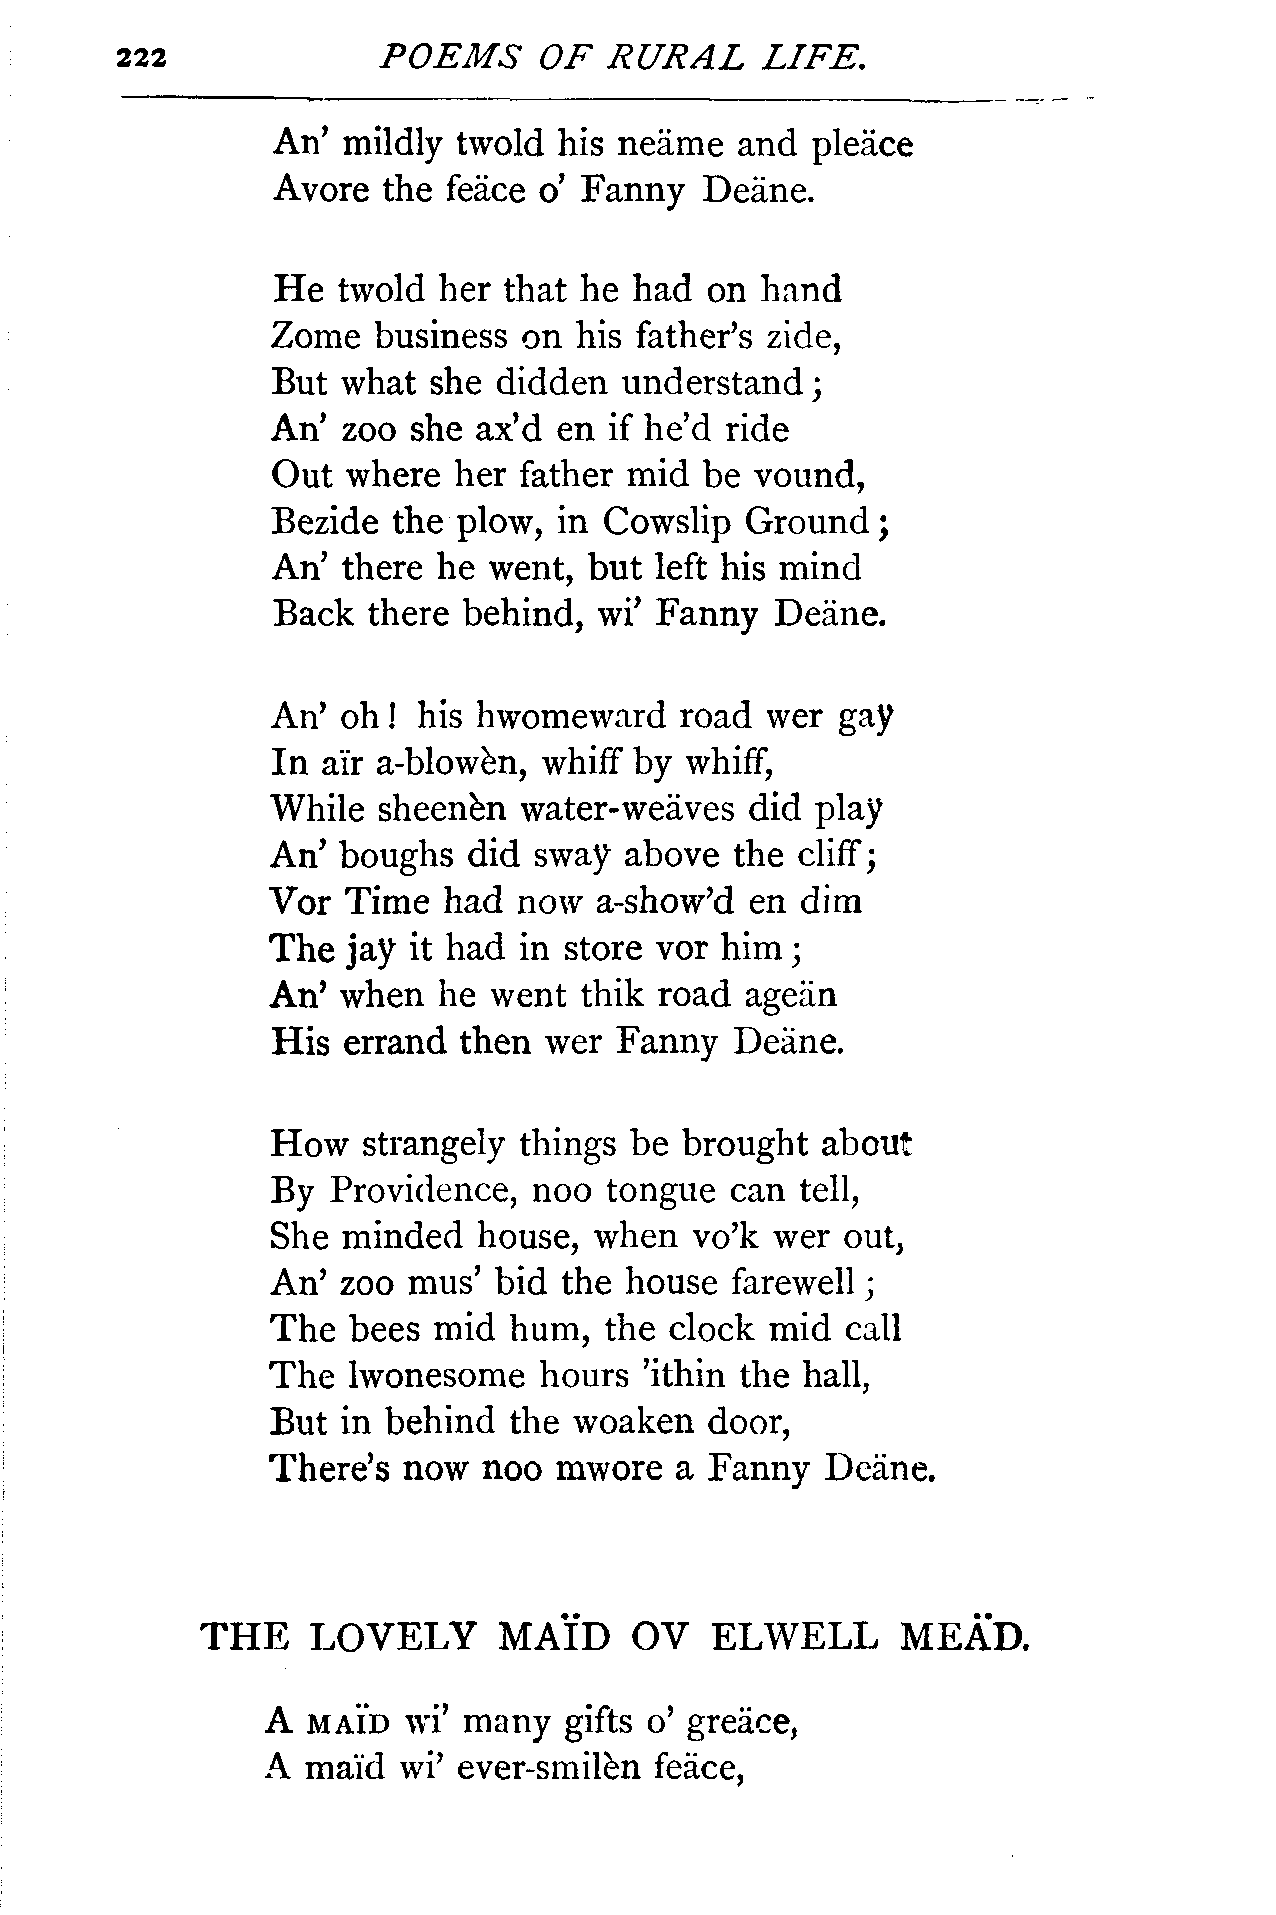 222 POEMS OF RURAL LIFE.
An' mildly twold his neäme and pleäce
Avore the feäce o' Fanny Deäne.
He twold her that he had on hand
Zome business on his father's zide,
But what she didden understand ;
An' zoo she ax'd en if he'd ride
Out where her father mid be vound,
Bezide the plow, in Cowslip Ground ;
An' there he went, but left his mind
Back there behind, wi' Fanny Deäne.
An' oh ! his hwomeward road wer gaÿ
In aïr a-blowèn, whiff by whiff,
While sheenèn water-weäves did plaÿ
An' boughs did swaÿ above the cliff ;
Vor Time had now a-show'd en dim
The jaÿ it had in store vor him ;
An' when he went thik road ageän
His errand then wer Fanny Deäne.
How strangely things be brought about
By Providence, noo tongue can tell,
She minded house, when vo'k wer out,
An' zoo mus' bid the house farewell ;
The bees mid hum, the clock mid call
The lwonesome hours 'ithin the hall,
But in behind the woaken door,
There's now noo mwore a Fanny Deäne.
THE LOVELY MAÏD OV ELWELL MEÄD.
A MAÏD wi' many gifts o' greäce,
A maïd wi' ever-smilèn feäce,